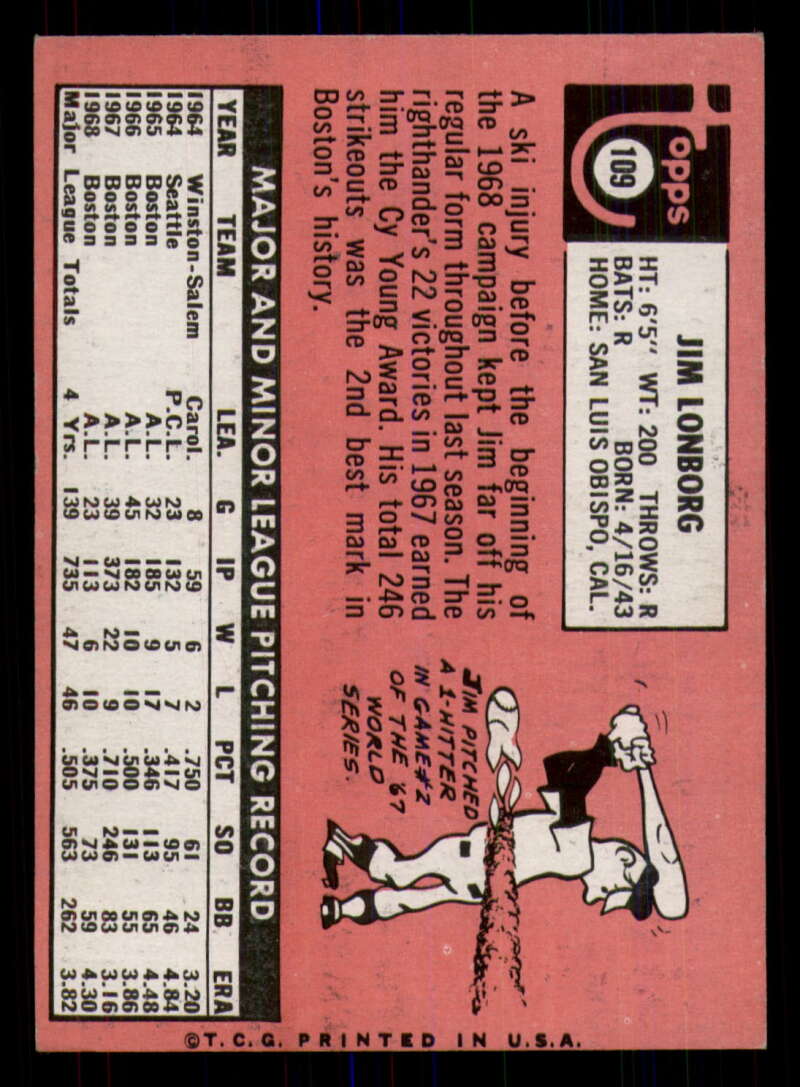 Topps
109
JIM LONBORG
HT: 6'5" WT: 200 THROWS: R
BATS: R BORN: 4/16/43
HOME: SAN LUIS OBISPO, CAL.
A ski injury before the beginning of
the 1968 campaign kept Jim far off his
regular form throughout last season. The
righthander's 22 victories in 1967 earned
him the Cy Young Award. His total 246
strikeouts was the 2nd best mark in
Boston's history.
JIM PITCHED
A 1-HITTER
IN GAME #2
OF THE '67
WORLD
SERIES.
MAJOR AND MINOR LEAGUE PITCHING RECORD
YEAR TEAM LEA. G IP W L PCT SO BB ERA
1964 Winston-Salem Carol. 8 59 6 2 .750 61 24 3.20
1964 Seattle P.C.L. 23 132 5 7 .417 95 46 4.84
1965 Boston A.L. 32 185 9 17 .346 113 65 4.48
1966 Boston A.L. 45 182 10 10 .500 131 55 3.86
1967 Boston A.L. 39 373 22 9 .710 246 83 3.16
1968 Boston A.L. 23 113 6 10 .375 73 59 4.30
Major League Totals 4 Yrs. 139 735 47 46 .505 563 262 3.82
©T.C.G. PRINTED IN U.S.A.